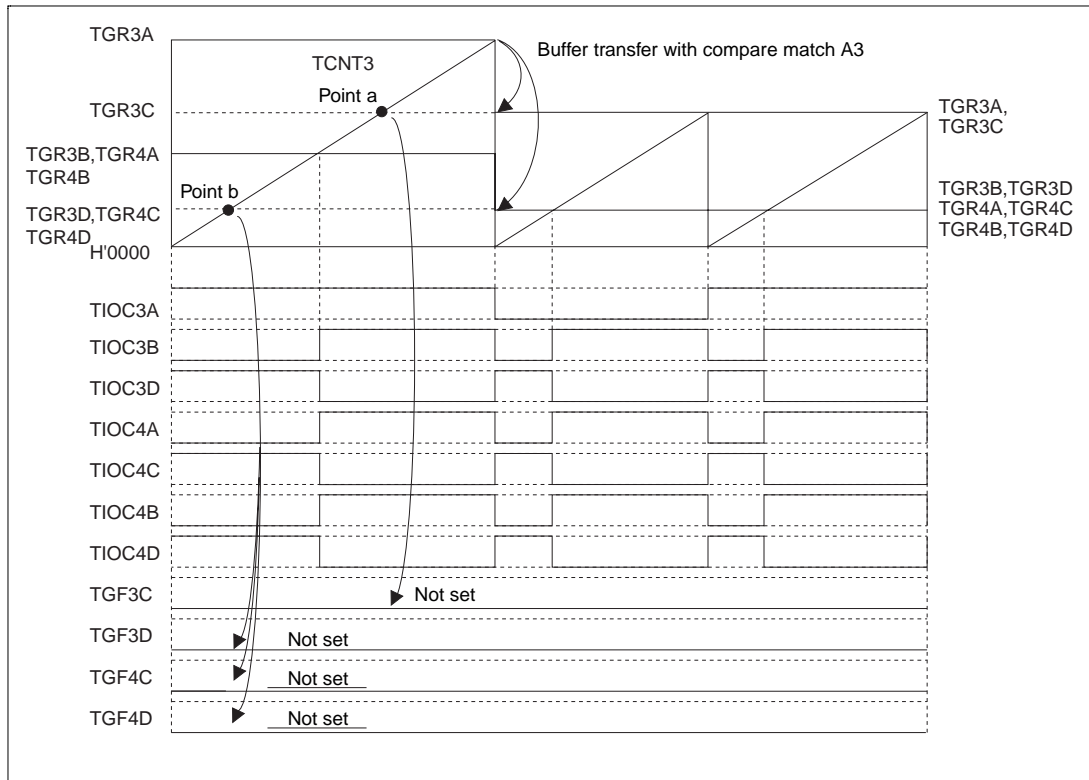 TGR3A
Buffer transfer with compare match A3
TCNT3
Point a
TGR3C
TGR3A,
TGR3C
TGR3B,TGR4A
TGR4B
Point b
TGR3D,TGR4C
TGR4D
TGR3B,TGR3D
TGR4A,TGR4C
TGR4B,TGR4D
H'0000
TIOC3A
TIOC3B
TIOC3D
TIOC4A
TIOC4C
TIOC4B
TIOC4D
TGF3C
Not set
TGF3D
Not set
TGF4C
Not set
TGF4D
Not set